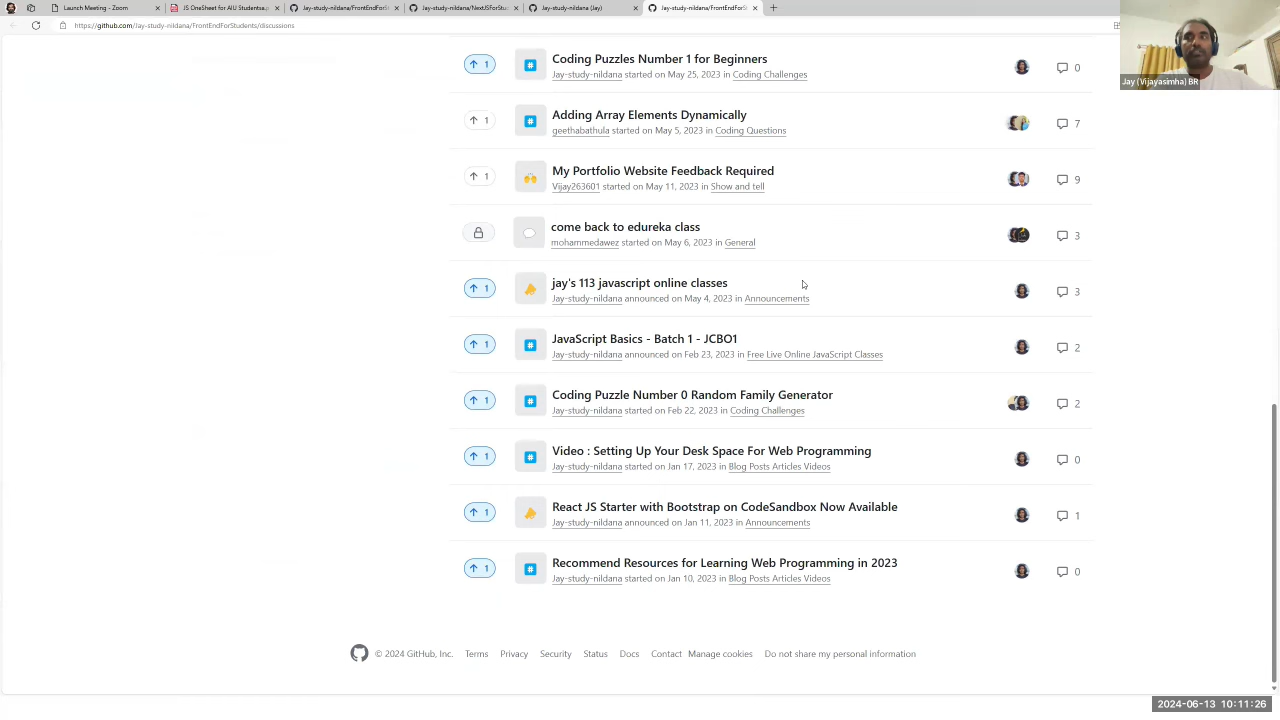 Launch Meeting - Zoom
JS OneSheet for AIU Studentsa.p
Jay-study-nildana/FrontEndForSt
Jay-study-nildana/NextJSForStuc
Jay-study-nildana (Jay)
Jay-study-nildana/FrontEndForSt
https://github.com/Jay-study-nildana/FrontEndForStudents/discussions
Jay (Vijayasimha) BR
1
Coding Puzzles Number 1 for Beginners
Jay-study-nildana started on May 25, 2023 in Coding Challenges
0
1
Adding Array Elements Dynamically
geethabathula started on May 5, 2023 in Coding Questions
7
1
My Portfolio Website Feedback Required
Vijay263601 started on May 11, 2023 in Show and tell
9
come back to edureka class
mohammedawez started on May 6, 2023 in General
3
1
jay's 113 javascript online classes
Jay-study-nildana announced on May 4, 2023 in Announcements
3
1
JavaScript Basics - Batch 1 - JCBO1
Jay-study-nildana announced on Feb 23, 2023 in Free Live Online JavaScript Classes
2
1
Coding Puzzle Number 0 Random Family Generator
Jay-study-nildana started on Feb 22, 2023 in Coding Challenges
2
1
Video : Setting Up Your Desk Space For Web Programming
Jay-study-nildana started on Jan 17, 2023 in Blog Posts Articles Videos
0
1
React JS Starter with Bootstrap on CodeSandbox Now Available
Jay-study-nildana announced on Jan 11, 2023 in Announcements
1
1
Recommend Resources for Learning Web Programming in 2023
Jay-study-nildana started on Jan 10, 2023 in Blog Posts Articles Videos
0
© 2024 GitHub, Inc. Terms Privacy Security Status Docs Contact Manage cookies Do not share my personal information
2024-06-13 10:11:26